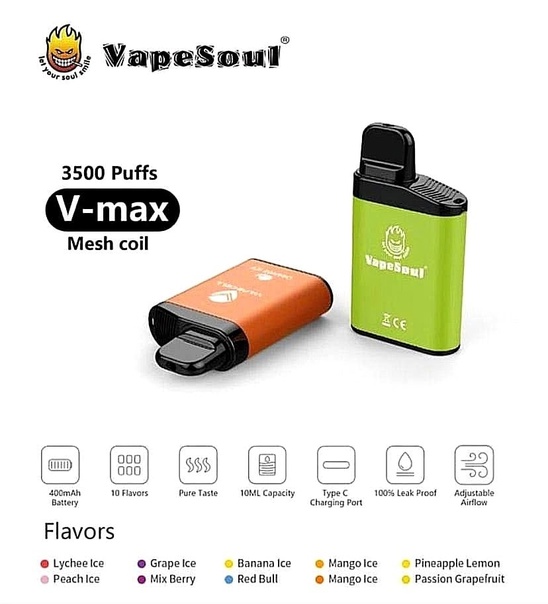 let your soul smile
VapeSoul®
3500 Puffs
V-max
Mesh coil
VapeSoul
CE
400mAh Battery
10 Flavors
Pure Taste
10ML Capacity
Type C Charging Port
100% Leak Proof
Adjustable Airflow
Flavors
Lychee Ice
Grape Ice
Banana Ice
Mango Ice
Pineapple Lemon
Peach Ice
Mix Berry
Red Bull
Mango Ice
Passion Grapefruit